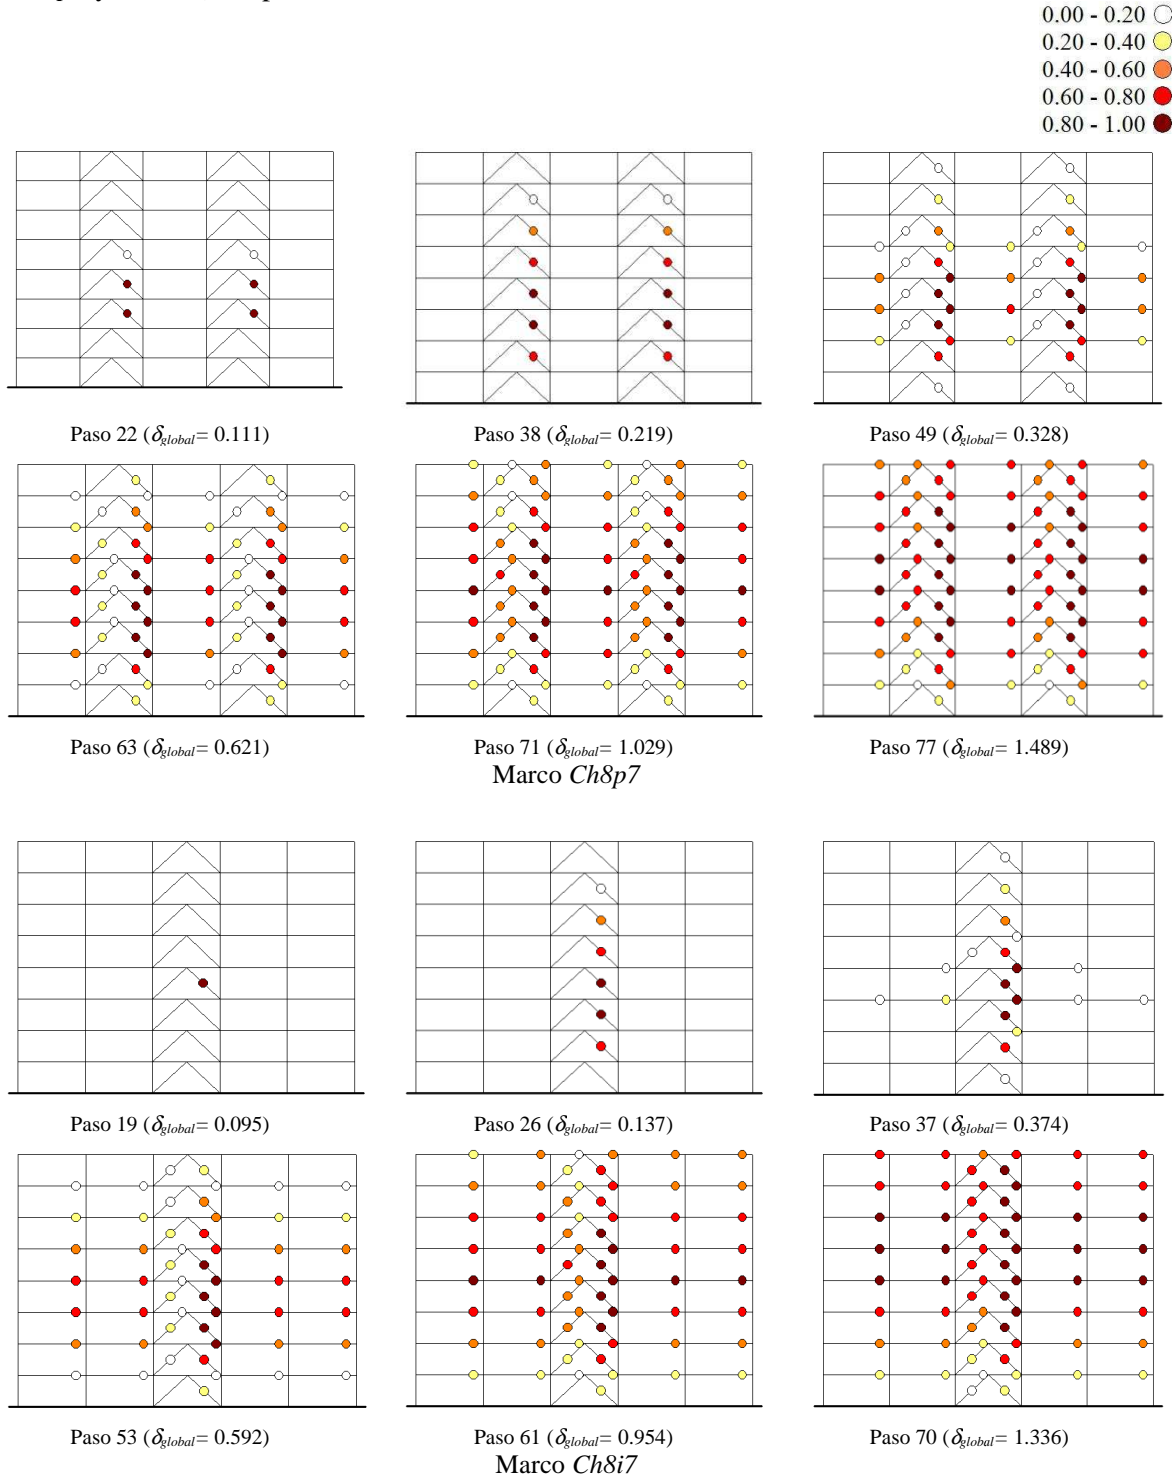 0.00 - 0.20
0.20 - 0.40
0.40 - 0.60
0.60 - 0.80
0.80 - 1.00
Paso 22 (δglobal= 0.111)
Paso 38 (δglobal= 0.219)
Paso 49 (δglobal= 0.328)
Paso 63 (δglobal= 0.621)
Paso 71 (δglobal= 1.029)
Paso 77 (δglobal= 1.489)
Marco Ch8p7
Paso 19 (δglobal= 0.095)
Paso 26 (δglobal= 0.137)
Paso 37 (δglobal= 0.374)
Paso 53 (δglobal= 0.592)
Paso 61 (δglobal= 0.954)
Paso 70 (δglobal= 1.336)
Marco Ch8i7